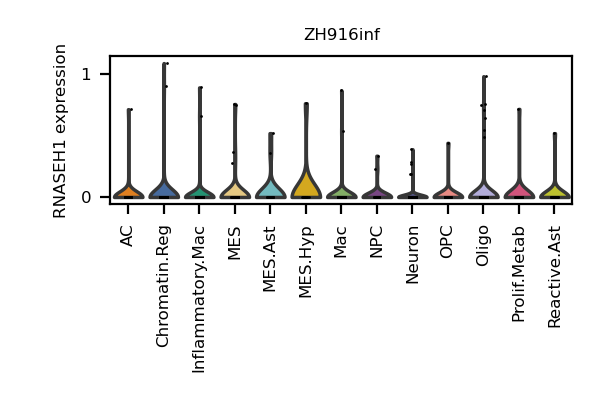 ZH916inf
RNASEH1 expression
1
0
AC
Chromatin.Reg
Inflammatory.Mac
MES
MES.Ast
MES.Hyp
Mac
NPC
Neuron
OPC
Oligo
Prolif.Metab
Reactive.Ast